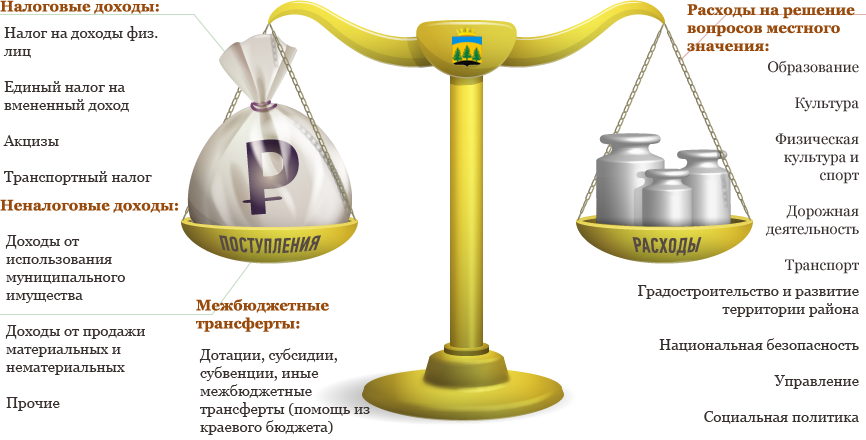 Налоговые доходы:
Налог на доходы физ.
лиц
Единый налог на
вмененный доход
Акцизы
Транспортный налог
Неналоговые доходы:
Доходы от
использования
муниципального
имущества
Доходы от продажи
материальных и
нематериальных
Прочие
ПОСТУПЛЕНИЯ
Межбюджетные
трансферты:
Дотации, субсидии,
субвенции, иные
межбюджетные
трансферты (помощь из
краевого бюджета)
РАСХОДЫ
Расходы на решение
вопросов местного
значения:
Образование
Культура
Физическая
культура и
спорт
Дорожная
деятельность
Транспорт
Градостроительство и развитие
территории района
Национальная безопасность
Управление
Социальная политика